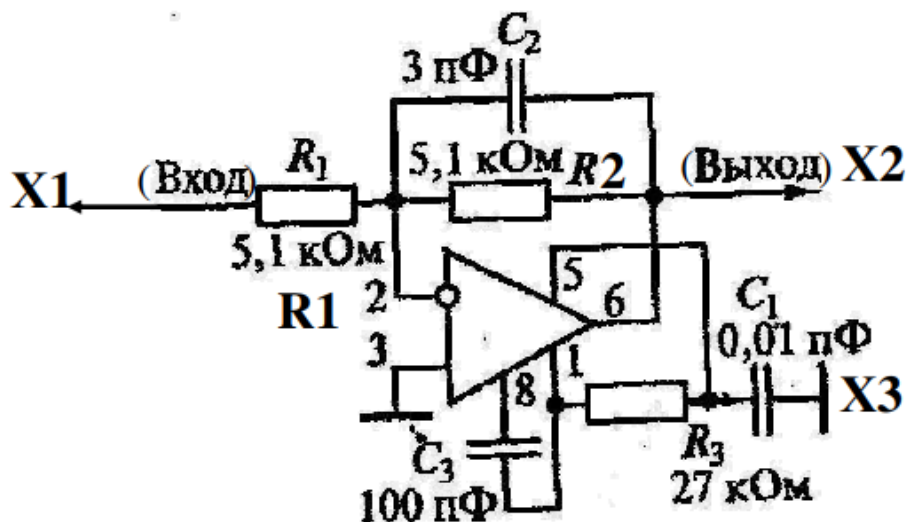 C₂
3 пФ
X1
(Вход)
R₁
5,1 кОм
R2
(Выход)
X2
5,1 кОм
R1
2
5
6
C₁
0,01 пФ
3
8
1
X3
C₃
R₃
100 пФ
27 кОм